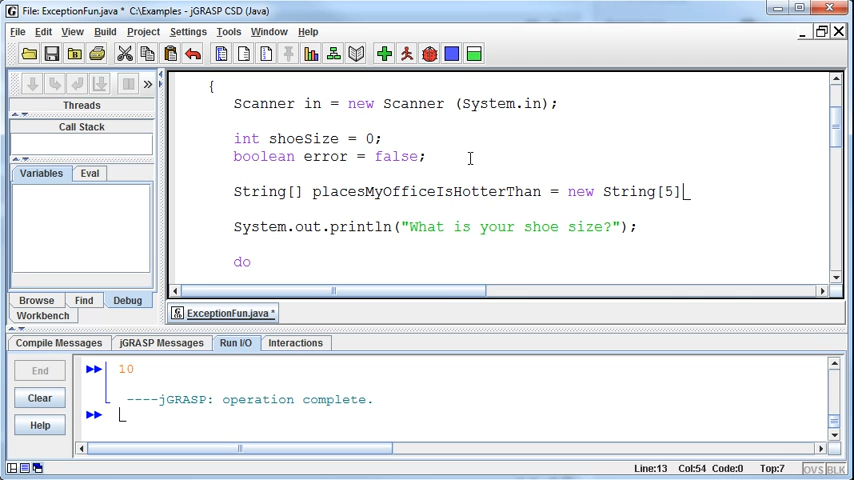 File: ExceptionFun.java * C:\Examples - jGRASP CSD (Java)
File Edit View Build Project Settings Tools Window Help
Threads
Call Stack
Variables Eval
Browse Find Debug
Workbench
{
Scanner in = new Scanner (System.in);
int shoeSize = 0;
boolean error = false;
String[] placesMyOfficeIsHotterThan = new String[5]
System.out.println("What is your shoe size?");
do
ExceptionFun.java *
Compile Messages jGRASP Messages Run I/O Interactions
End
Clear
Help
10
----jGRASP: operation complete.
Line:13 Col:54 Code:0 Top:7 OVS BLK